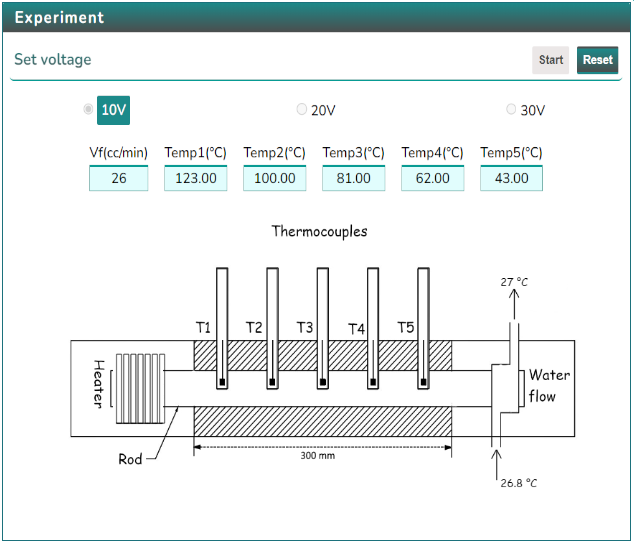 Experiment
Set voltage
Start
Reset
10V
20V
30V
Vf(cc/min) Temp1(°C) Temp2(°C) Temp3(°C) Temp4(°C) Temp5(°C)
26 123.00 100.00 81.00 62.00 43.00
Thermocouples
27 °C
T1 T2 T3 T4 T5
Heater
Water
flow
Rod
300 mm
26.8 °C